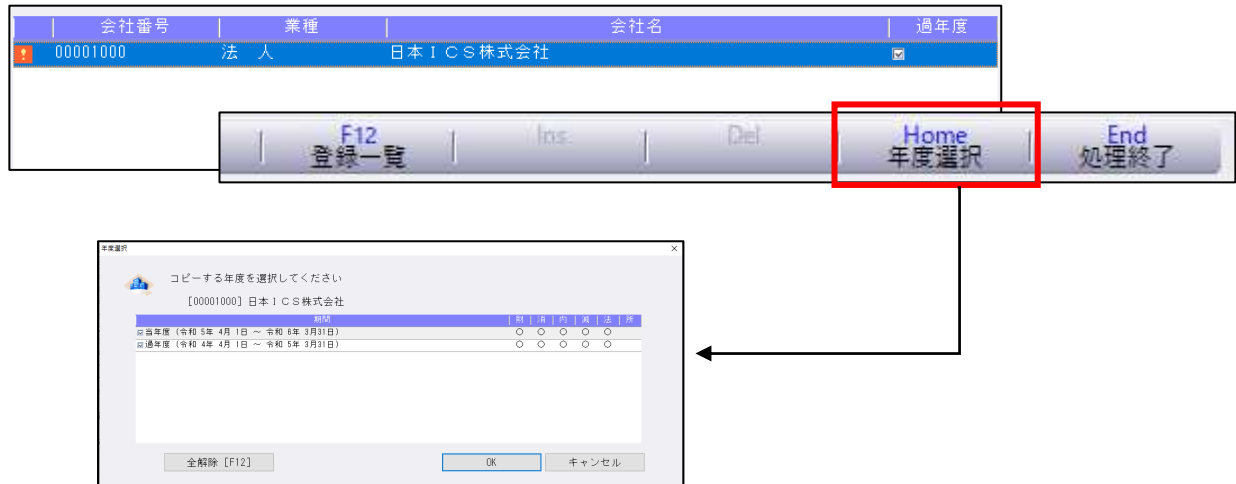 会社番号 業種 会社名 過年度
! 00001000 法 人 日本ICS株式会社
F12 Ins Del Home End
登録一覧 年度選択 処理終了
年度選択 ×
コピーする年度を選択してください
[00001000] 日本ICS株式会社
期間 財 消 内 減 法 所
当年度 (令和 5年 4月 1日 ～ 令和 6年 3月31日) ○ ○ ○ ○ ○
過年度 (令和 4年 4月 1日 ～ 令和 5年 3月31日) ○ ○ ○ ○ ○
全解除 [F12] OK キャンセル